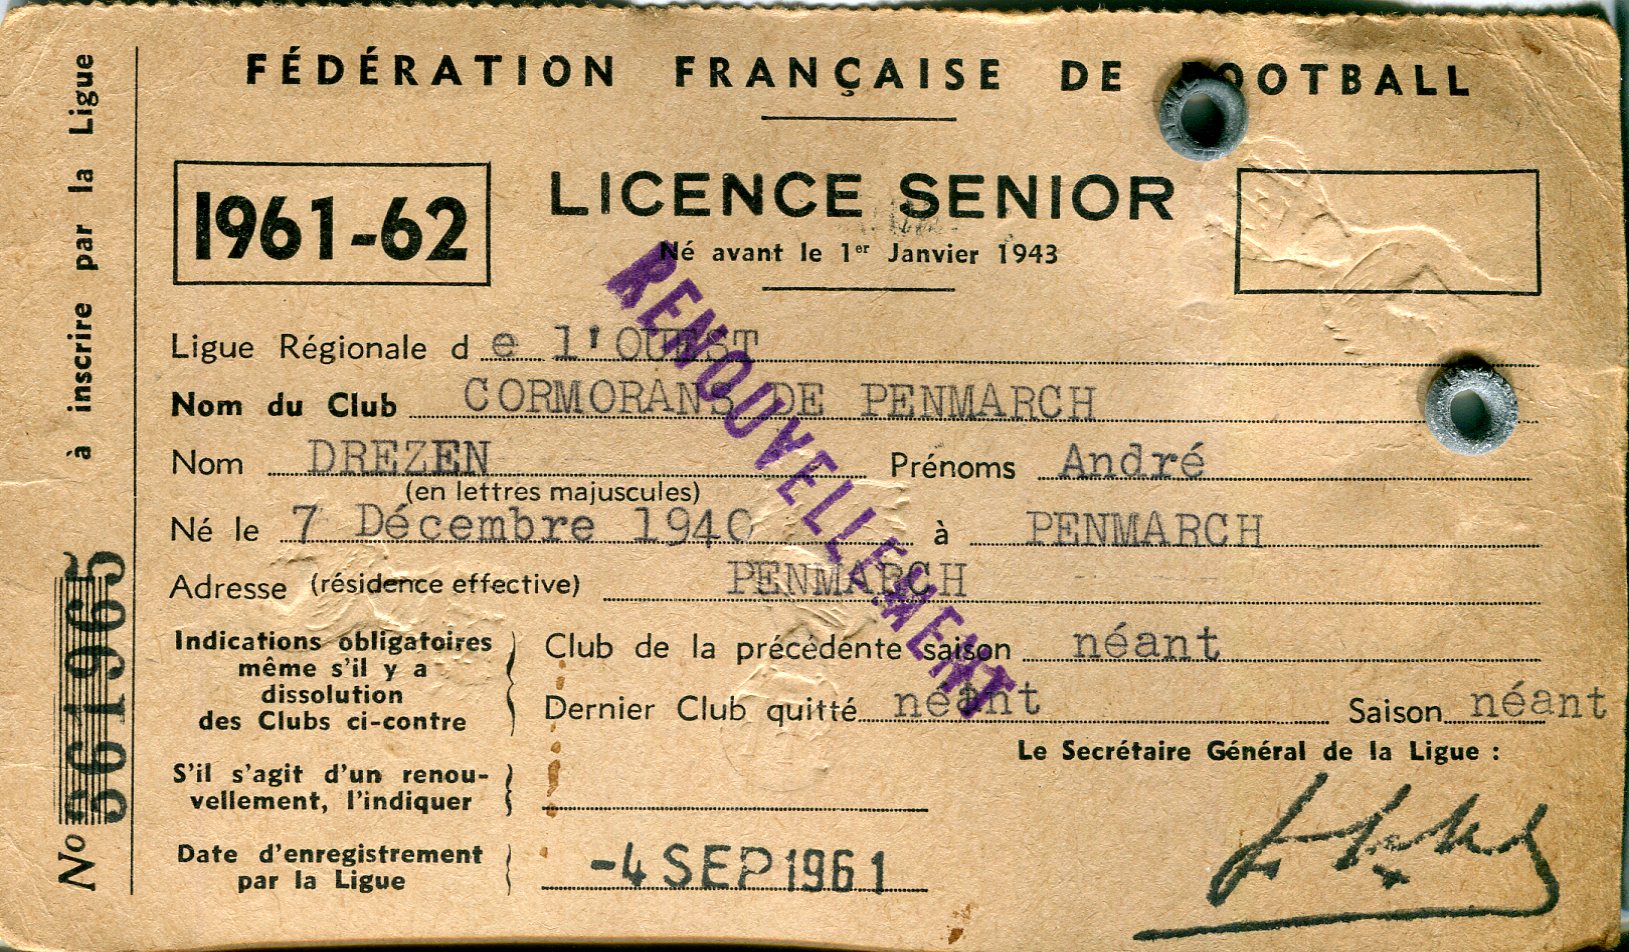 FÉDÉRATION FRANÇAISE DE FOOTBALL
1961-62
LICENCE SENIOR
Né avant le 1er Janvier 1943
Ligue Régionale de l'OUEST
Nom du Club CORMORANS DE PENMARCH
Nom DREZEN Prénoms André
(en lettres majuscules)
Né le 7 Décembre 1940 à PENMARCH
Adresse (résidence effective) PENMARCH
Indications obligatoires
même s'il y a
dissolution
des Clubs ci-contre
Club de la précédente saison néant
Dernier Club quitté néant Saison néant
Le Secrétaire Général de la Ligue :
S'il s'agit d'un renou-
vellement, l'indiquer
Date d'enregistrement
par la Ligue
-4 SEP 1961
RENOUVELLEMENT
à inscrire par la Ligue
No 361965